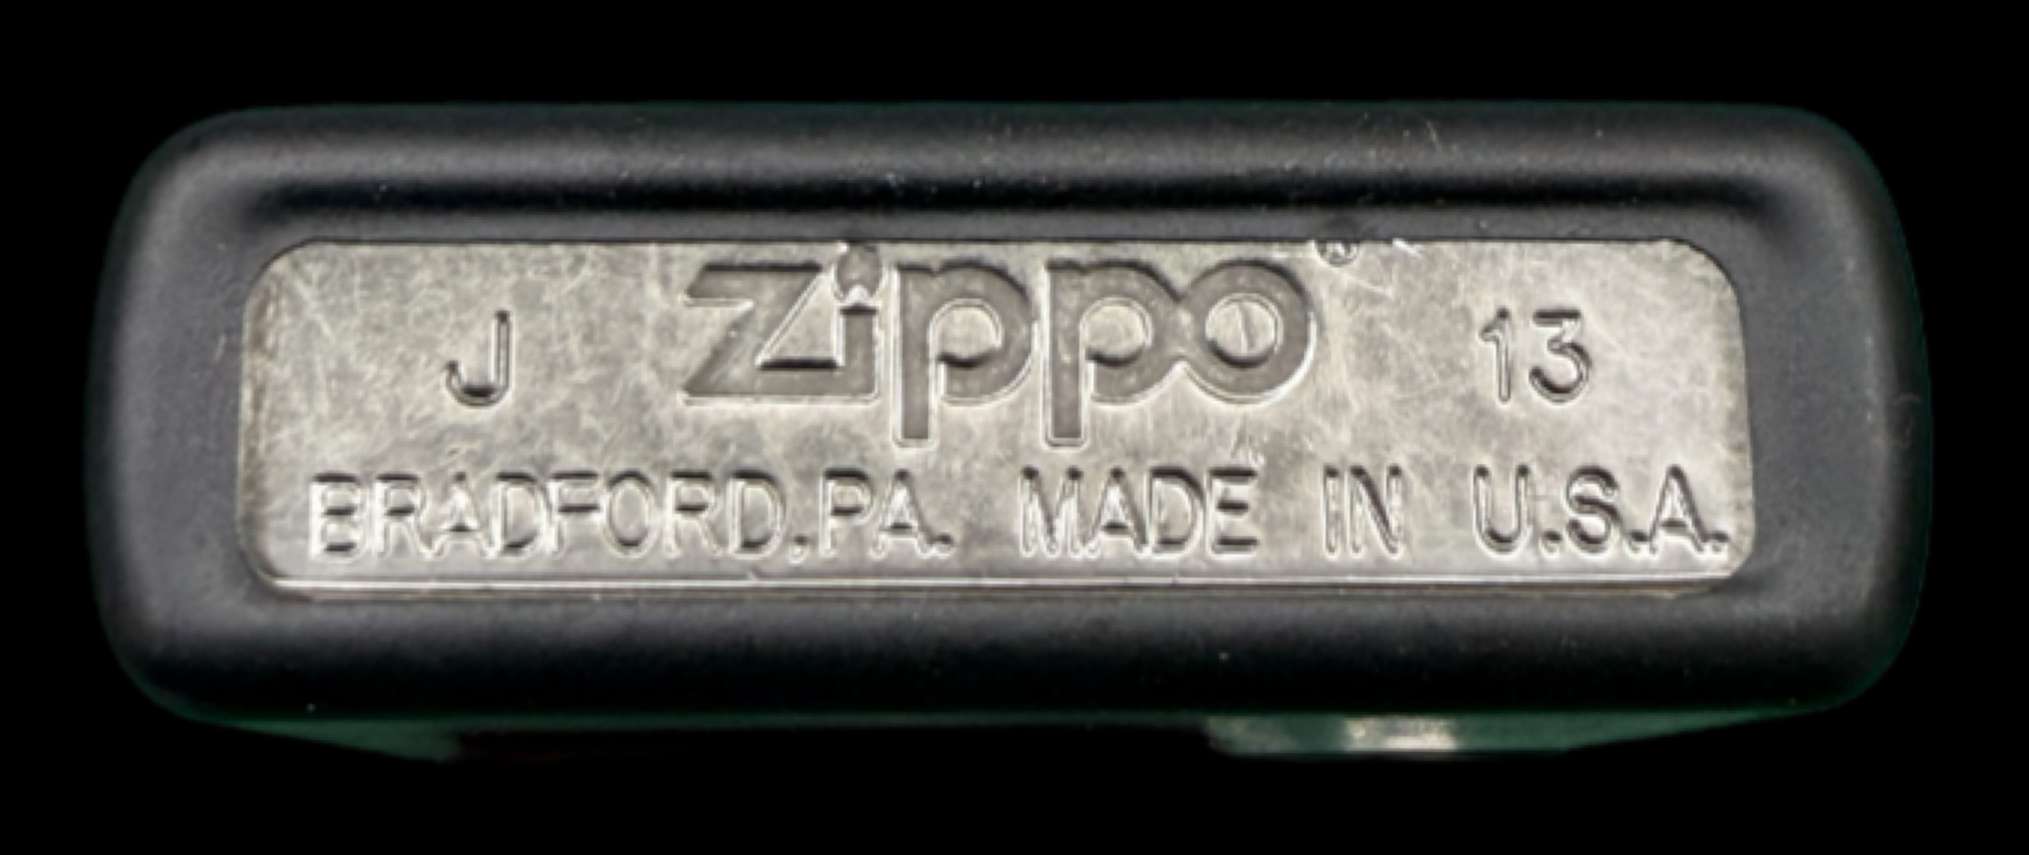 J Zippo® 13
BRADFORD,PA. MADE IN U.S.A.